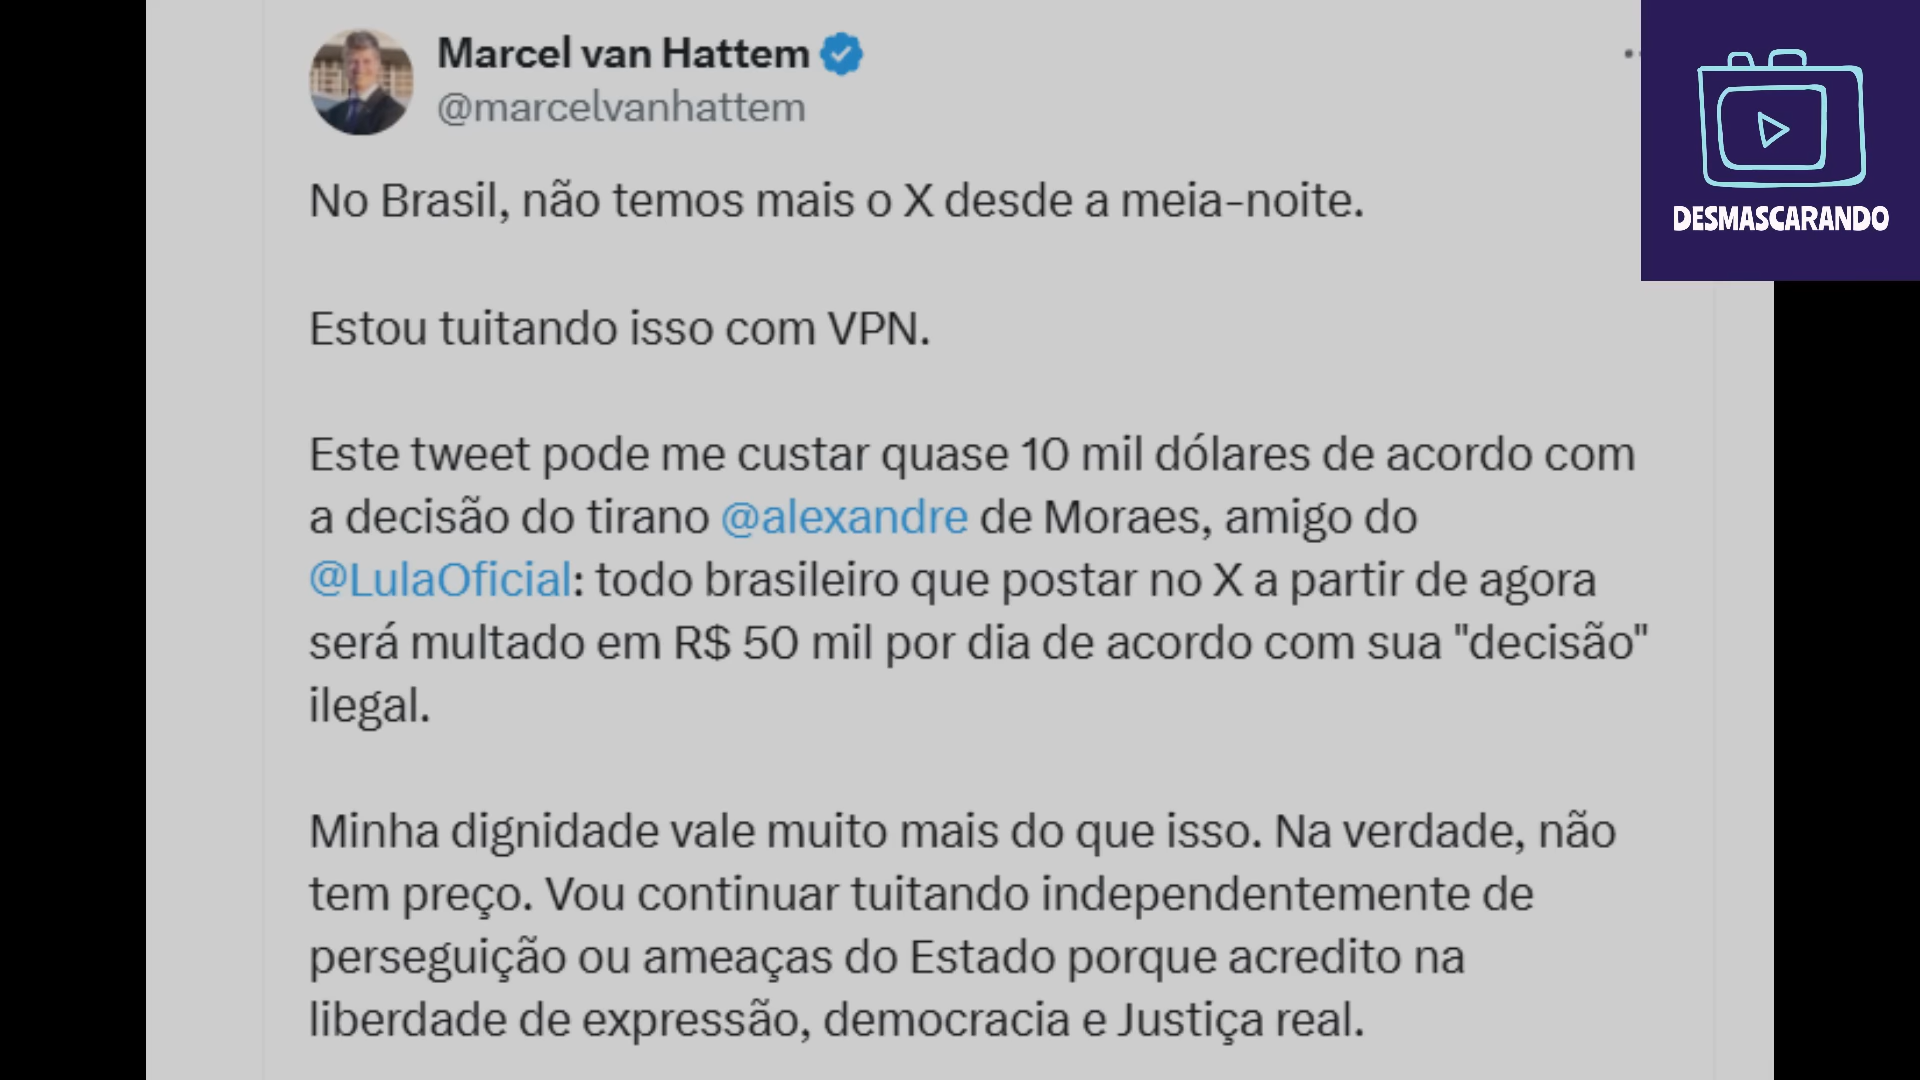 Marcel van Hattem
@marcelvanhattem
DESMASCARANDO
No Brasil, não temos mais o X desde a meia-noite.
Estou tuitando isso com VPN.
Este tweet pode me custar quase 10 mil dólares de acordo com
a decisão do tirano @alexandre de Moraes, amigo do
@LulaOficial: todo brasileiro que postar no X a partir de agora
será multado em R$ 50 mil por dia de acordo com sua "decisão"
ilegal.
Minha dignidade vale muito mais do que isso. Na verdade, não
tem preço. Vou continuar tuitando independentemente de
perseguição ou ameaças do Estado porque acredito na
liberdade de expressão, democracia e Justiça real.